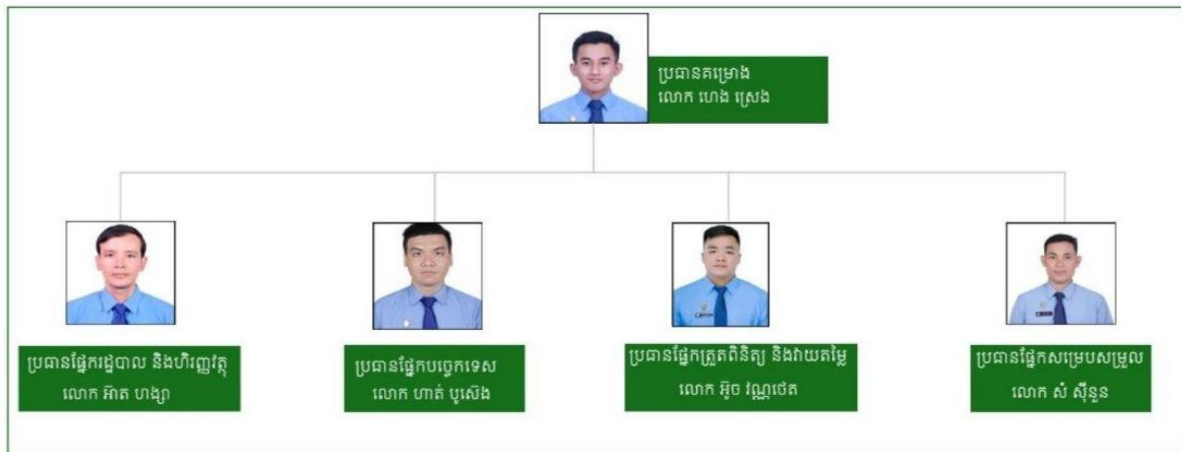 ប្រធានគម្រោង
លោក ហេង ស្រេង
ប្រធានផ្នែករដ្ឋបាល និងហិរញ្ញវត្ថុ
លោក អ៊ាត ហង្សា
ប្រធានផ្នែកបច្ចេកទេស
លោក ហាត់ បូស៊េង
ប្រធានផ្នែកត្រួតពិនិត្យ និងវាយតម្លៃ
លោក អ៊ូច វណ្ណថេត
ប្រធានផ្នែកសម្របសម្រួល
លោក សំ ស៊ីនួន